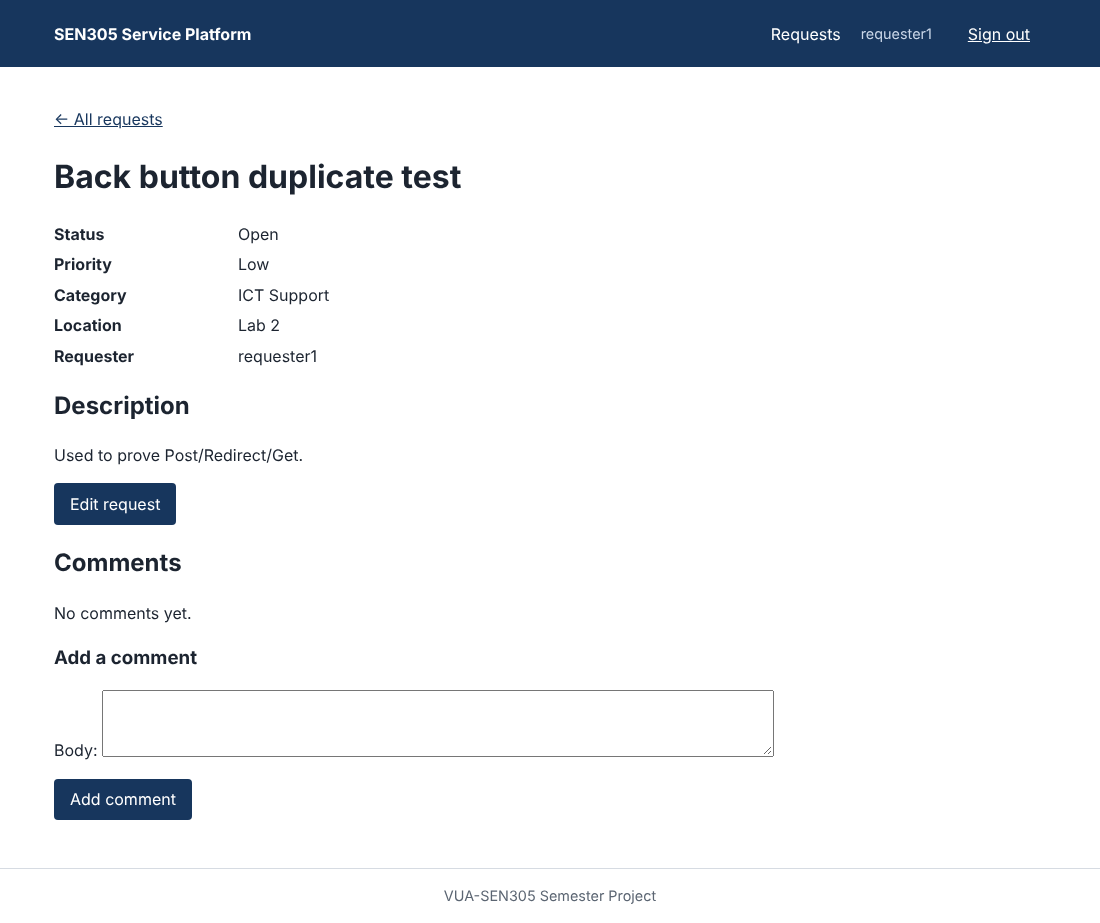 SEN305 Service Platform
Requests requester1 Sign out
← All requests
Back button duplicate test
Status Open
Priority Low
Category ICT Support
Location Lab 2
Requester requester1
Description
Used to prove Post/Redirect/Get.
Edit request
Comments
No comments yet.
Add a comment
Body:
Add comment
VUA-SEN305 Semester Project